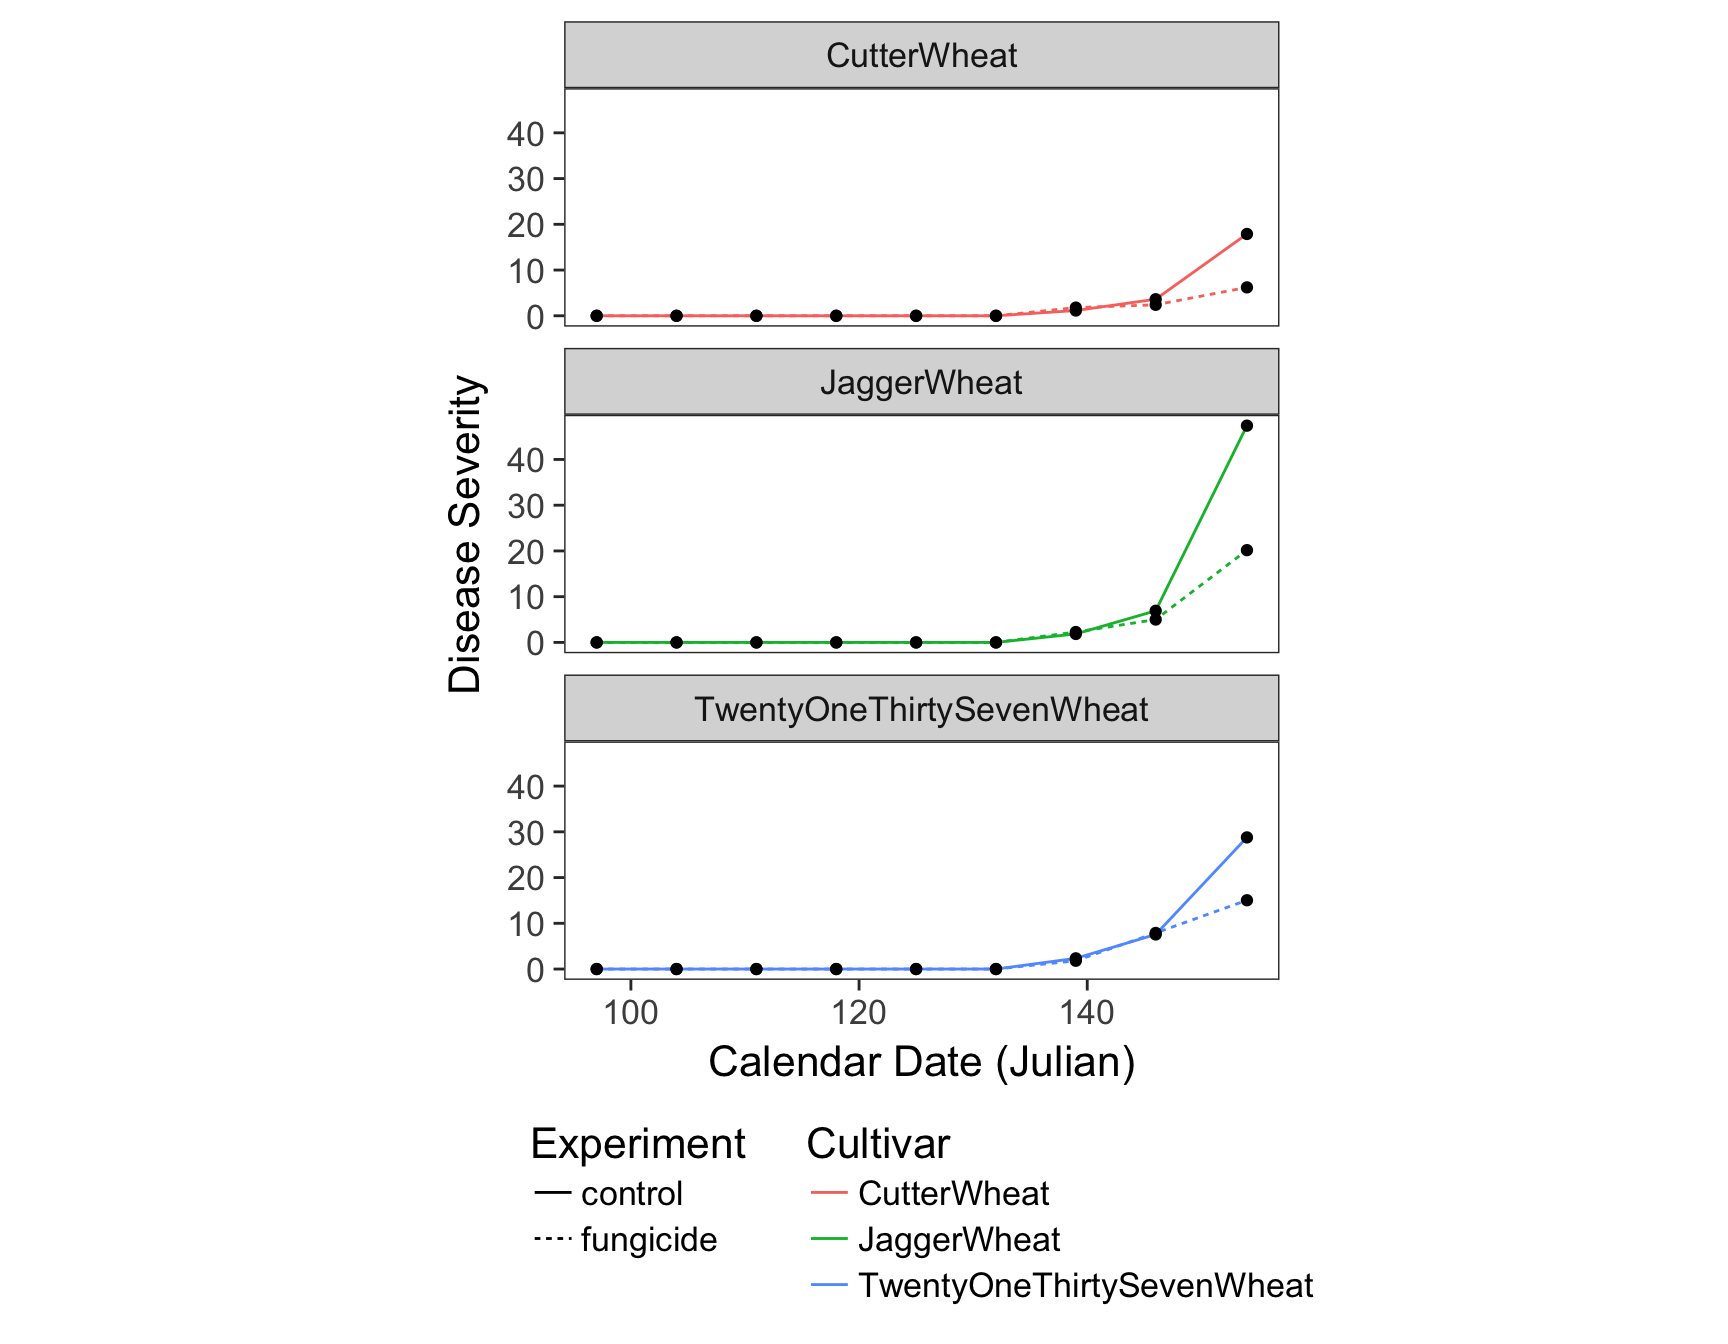 CutterWheat
40
30
20
10
0
JaggerWheat
40
30
20
10
0
TwentyOneThirtySevenWheat
40
30
20
10
0
Disease Severity
100 120 140
Calendar Date (Julian)
Experiment
control
fungicide
Cultivar
CutterWheat
JaggerWheat
TwentyOneThirtySevenWheat